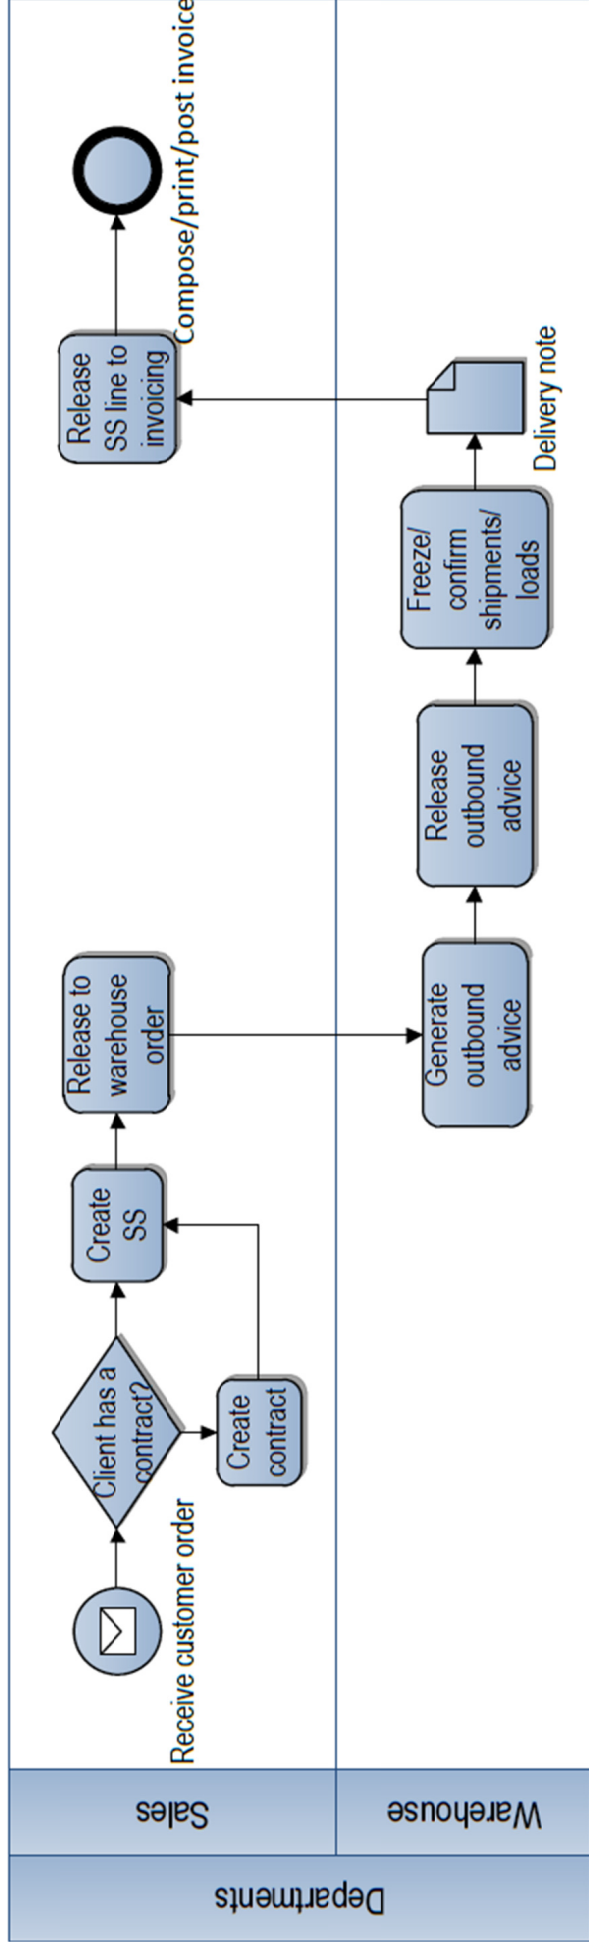 Departments
Sales
Warehouse
Receive customer order
Client has a
contract?
Create
contract
Create
SS
Release to
warehouse
order
Generate
outbound
advice
Release
outbound
advice
Freeze/
confirm
shipments/
loads
Delivery note
Release
SS line to
invoicing
Compose/print/post invoice